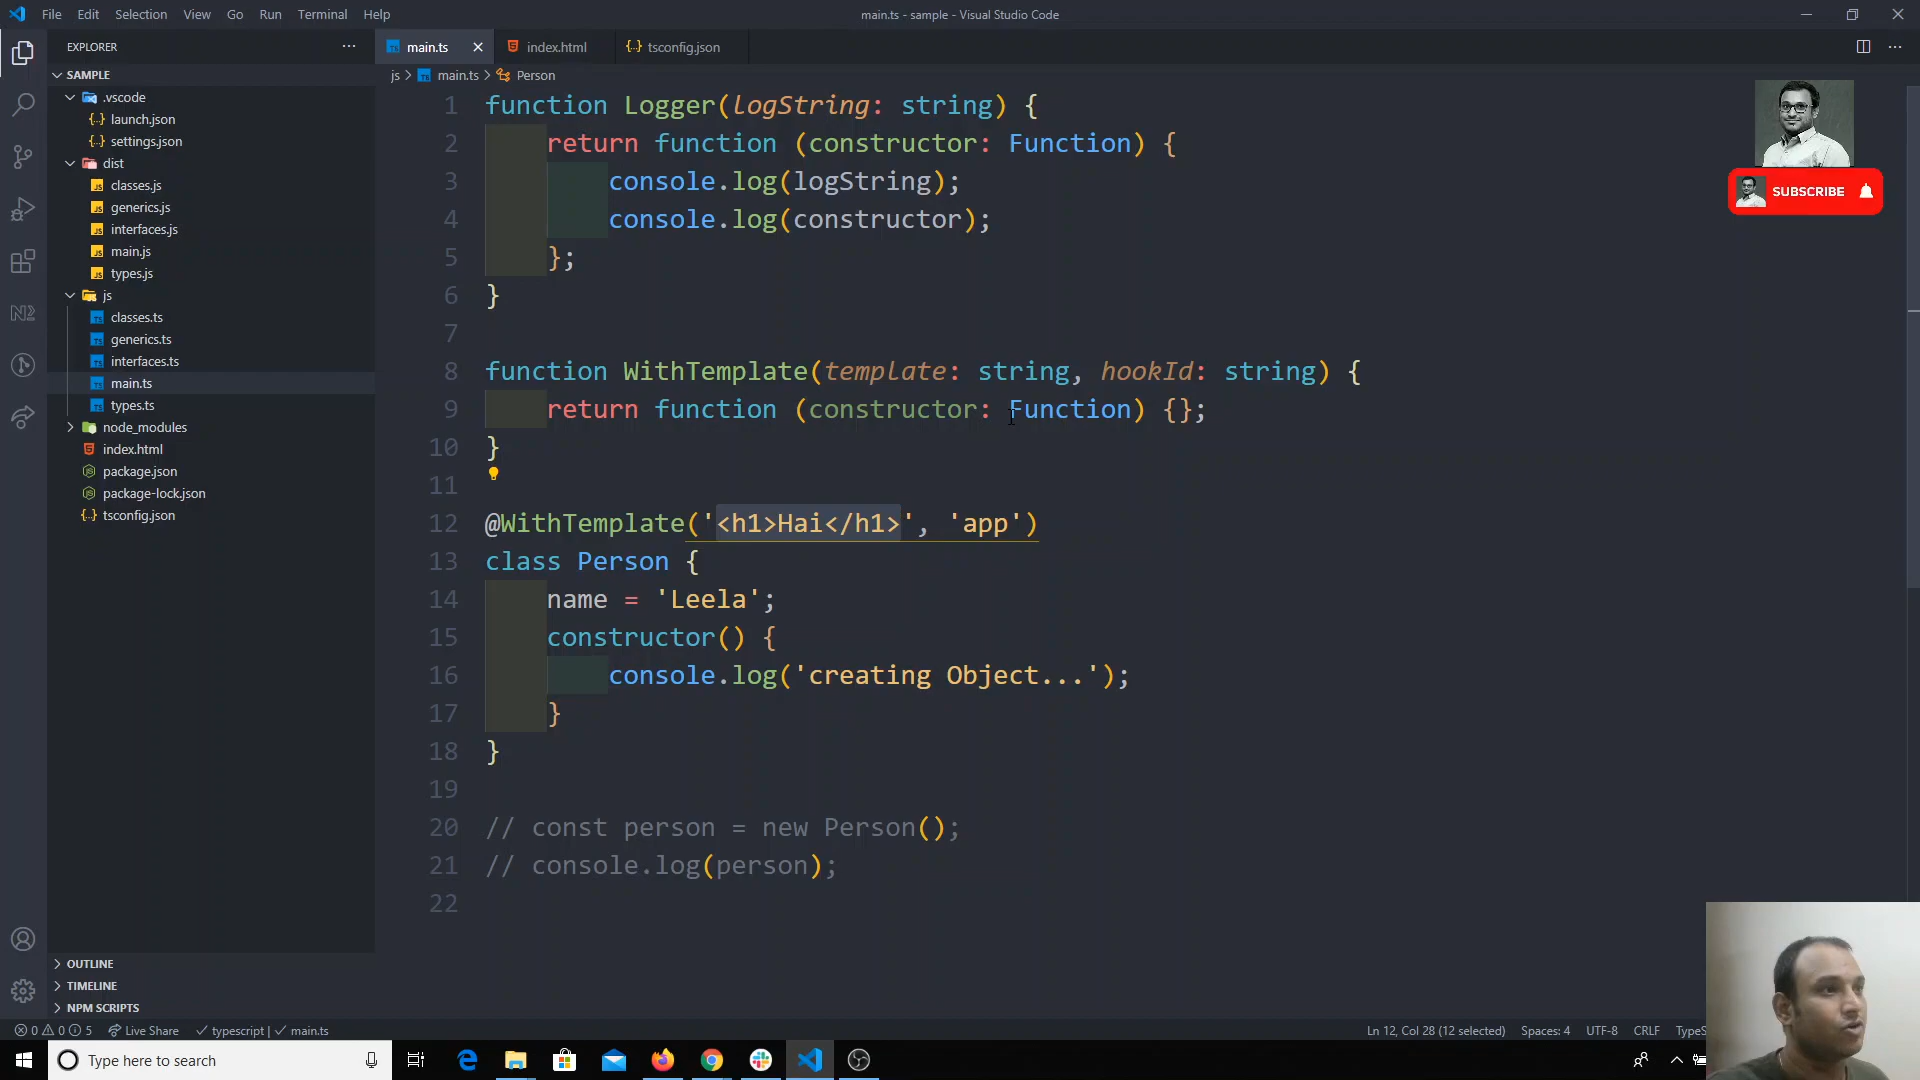 File Edit Selection View Go Run Terminal Help
main.ts - sample - Visual Studio Code
EXPLORER
main.ts
index.html
tsconfig.json
SAMPLE
js > main.ts > Person
.vscode
launch.json
settings.json
dist
classes.js
generics.js
interfaces.js
main.js
types.js
js
classes.ts
generics.ts
interfaces.ts
main.ts
types.ts
node_modules
index.html
package.json
package-lock.json
tsconfig.json
OUTLINE
TIMELINE
NPM SCRIPTS
1 function Logger(logString: string) {
2 return function (constructor: Function) {
3 console.log(logString);
4 console.log(constructor);
5 };
6 }
7
8 function WithTemplate(template: string, hookId: string) {
9 return function (constructor: Function) {};
10 }
11
12 @WithTemplate('<h1>Hai</h1>', 'app')
13 class Person {
14 name = 'Leela';
15 constructor() {
16 console.log('creating Object...');
17 }
18 }
19
20 // const person = new Person();
21 // console.log(person);
22
SUBSCRIBE
0 0 5 Live Share typescript | main.ts
Ln 12, Col 28 (12 selected) Spaces: 4 UTF-8 CRLF TypeS
Type here to search